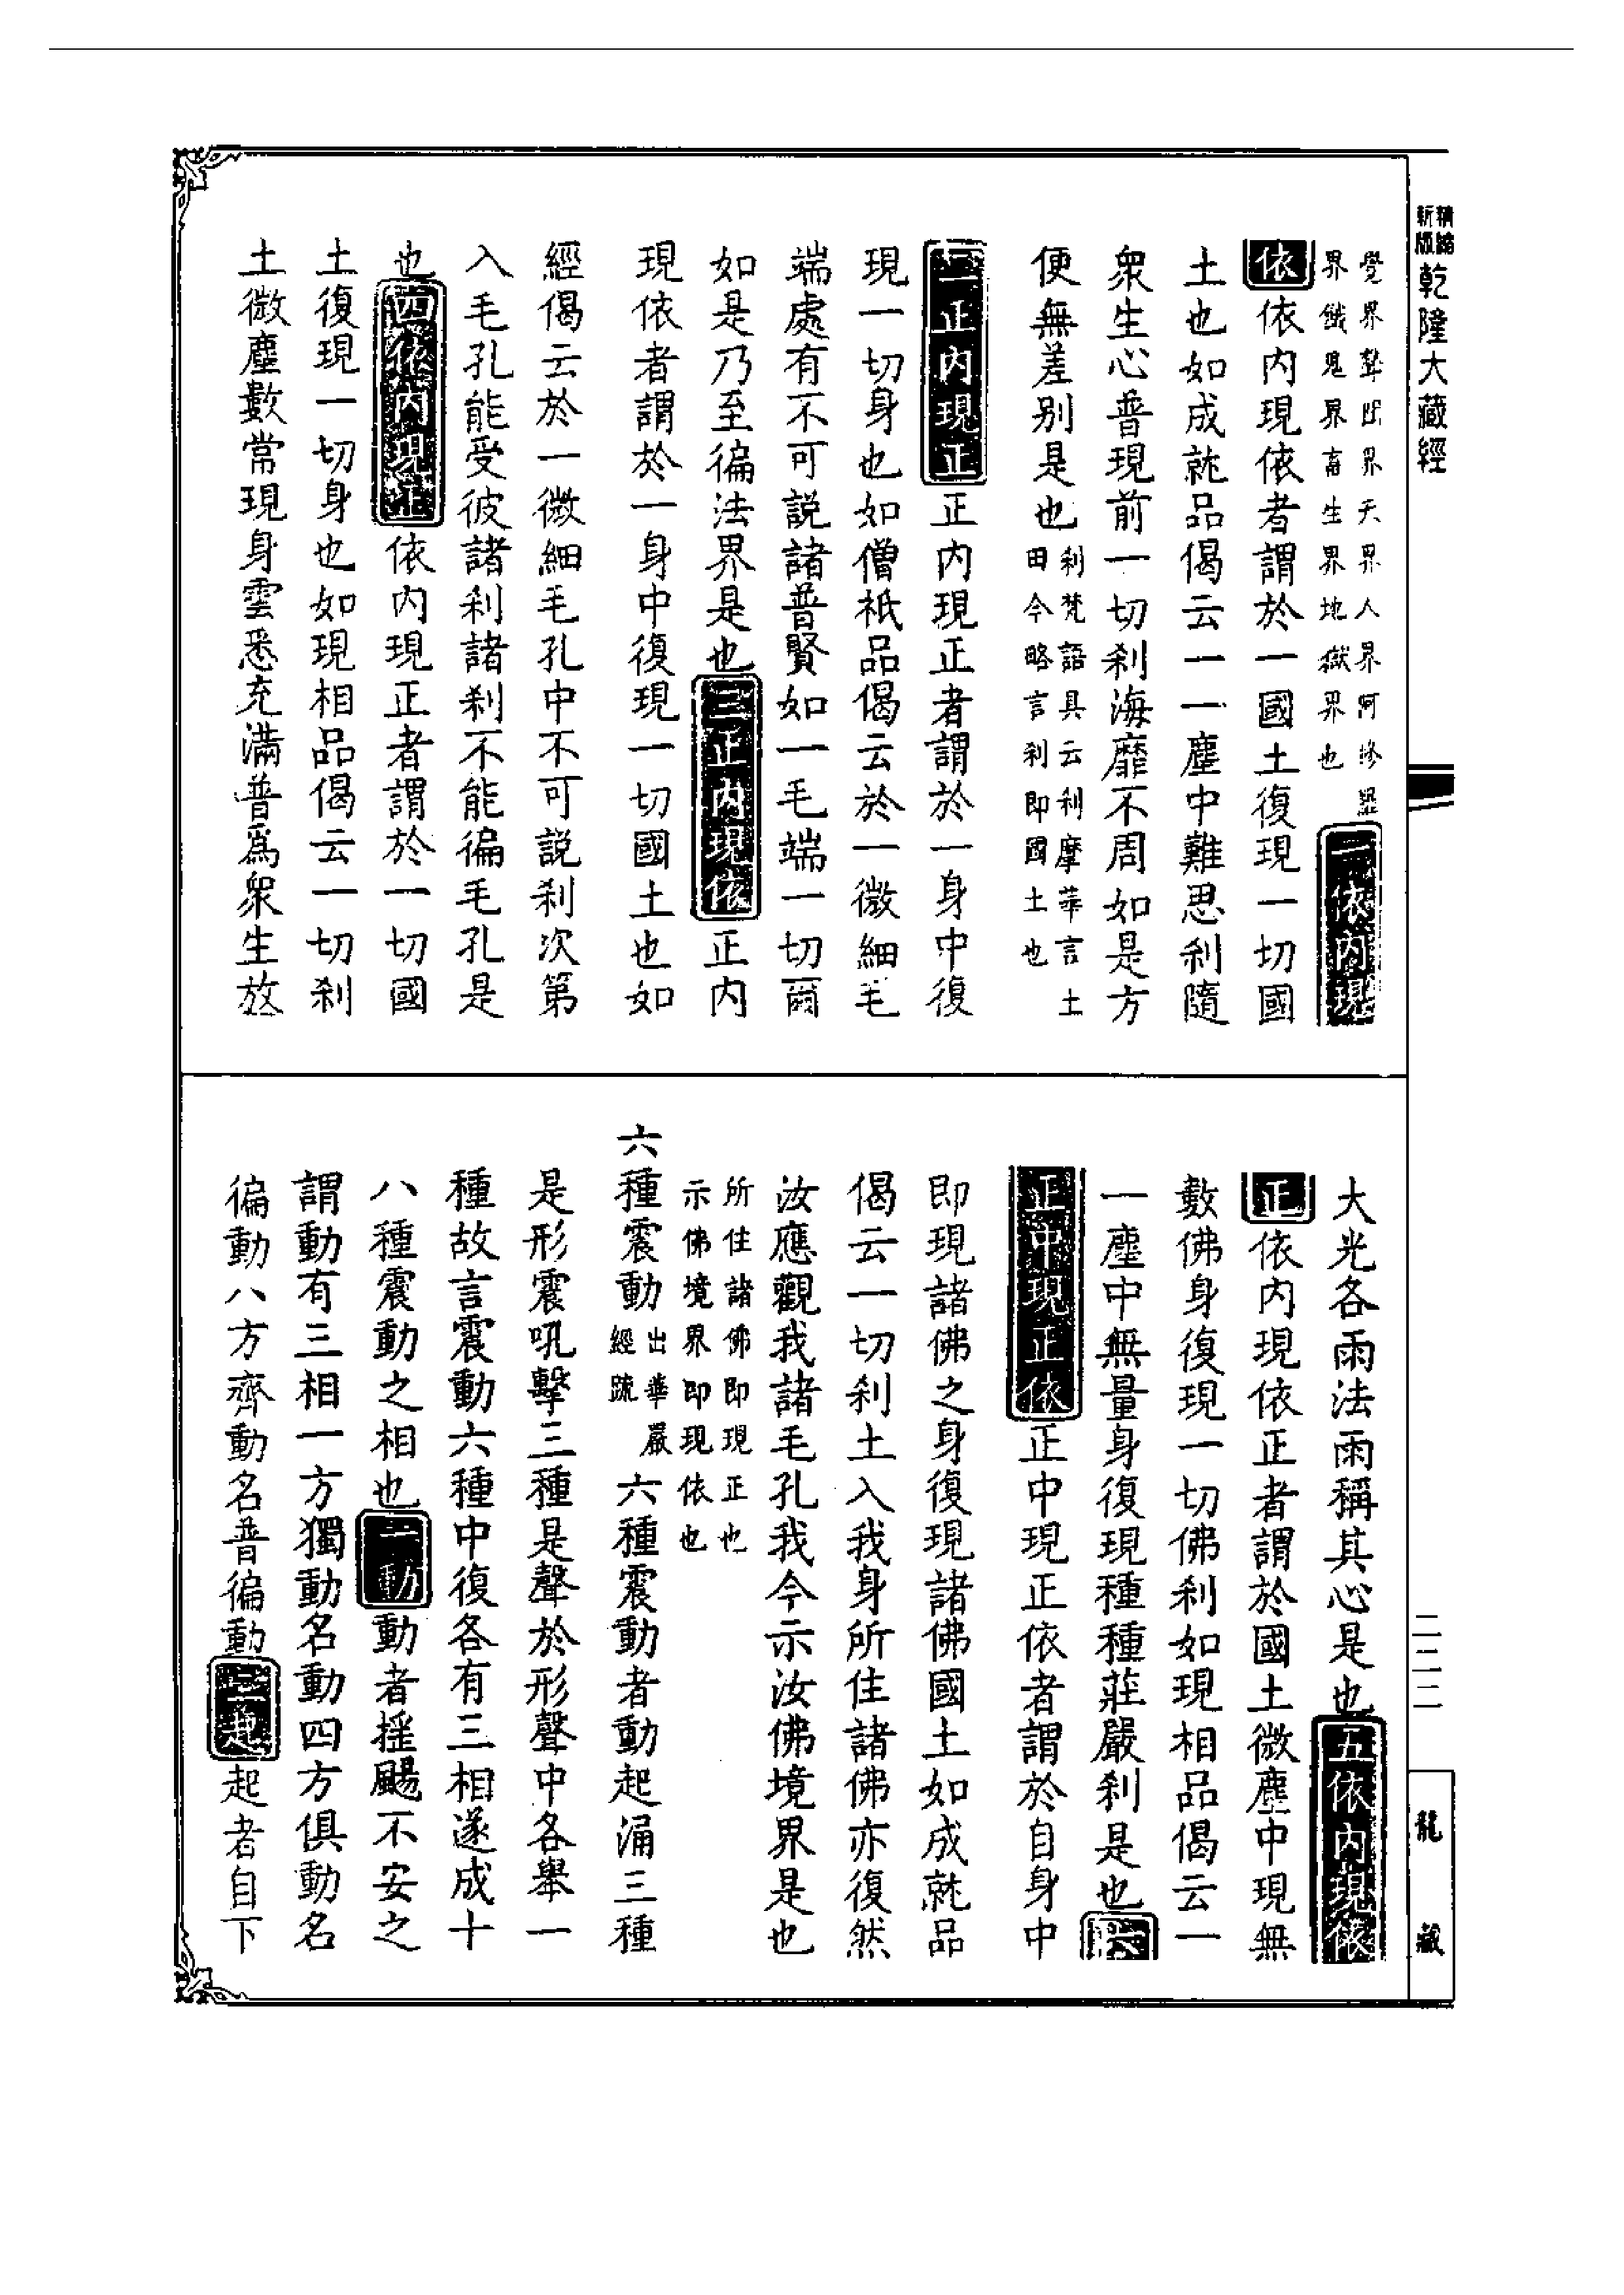 新版精縮乾隆大藏經
覺界聲聞界天界人界阿修羅
界餓鬼界畜生界地獄界也
一依內現
依依內現依者謂於一國土復現一切國
土也如成就品偈云一一塵中難思刹隨
眾生心普現前一切刹海靡不周如是方
便無差別是也
刹梵語具云刹摩華言土
田今略言刹即國土也
二正內現正正內現正者謂於一身中復
現一切身也如僧祇品偈云於一微細毛
端處有不可説諸普賢如一毛端一切爾
如是乃至徧法界是也三正內現依正內
現依者謂於一身中復現一切國土也如
經偈云於一微細毛孔中不可説刹次第
入毛孔能受彼諸刹諸刹不能徧毛孔是
也四依內現正依內現正者謂於一切國
土復現一切身也如現相品偈云一切刹
土微塵數常現身雲悉充滿普爲衆生放
大光各雨法雨稱其心是也五依內現依
正依內現依正者謂於國土微塵中現無
數佛身復現一切佛刹如現相品偈云一
一塵中無量身復現種種莊嚴刹是也六
正中現正依正中現正依者謂於自身中
即現諸佛之身復現諸佛國土如成就品
偈云一切刹土入我身所住諸佛亦復然
汝應觀我諸毛孔我今示汝佛境界是也
所住諸佛即現正也
示佛境界即現依也
六種震動
出華嚴
經疏
六種震動者動起涌三種
是形震吼擊三種是聲於形聲中各舉一
種故言震動六種中復各有三相遂成十
八種震動之相也一動動者搖颺不安之
謂動有三相一方獨動名動四方俱動名
徧動八方齊動名普徧動二起起者自下
二三二
龍藏